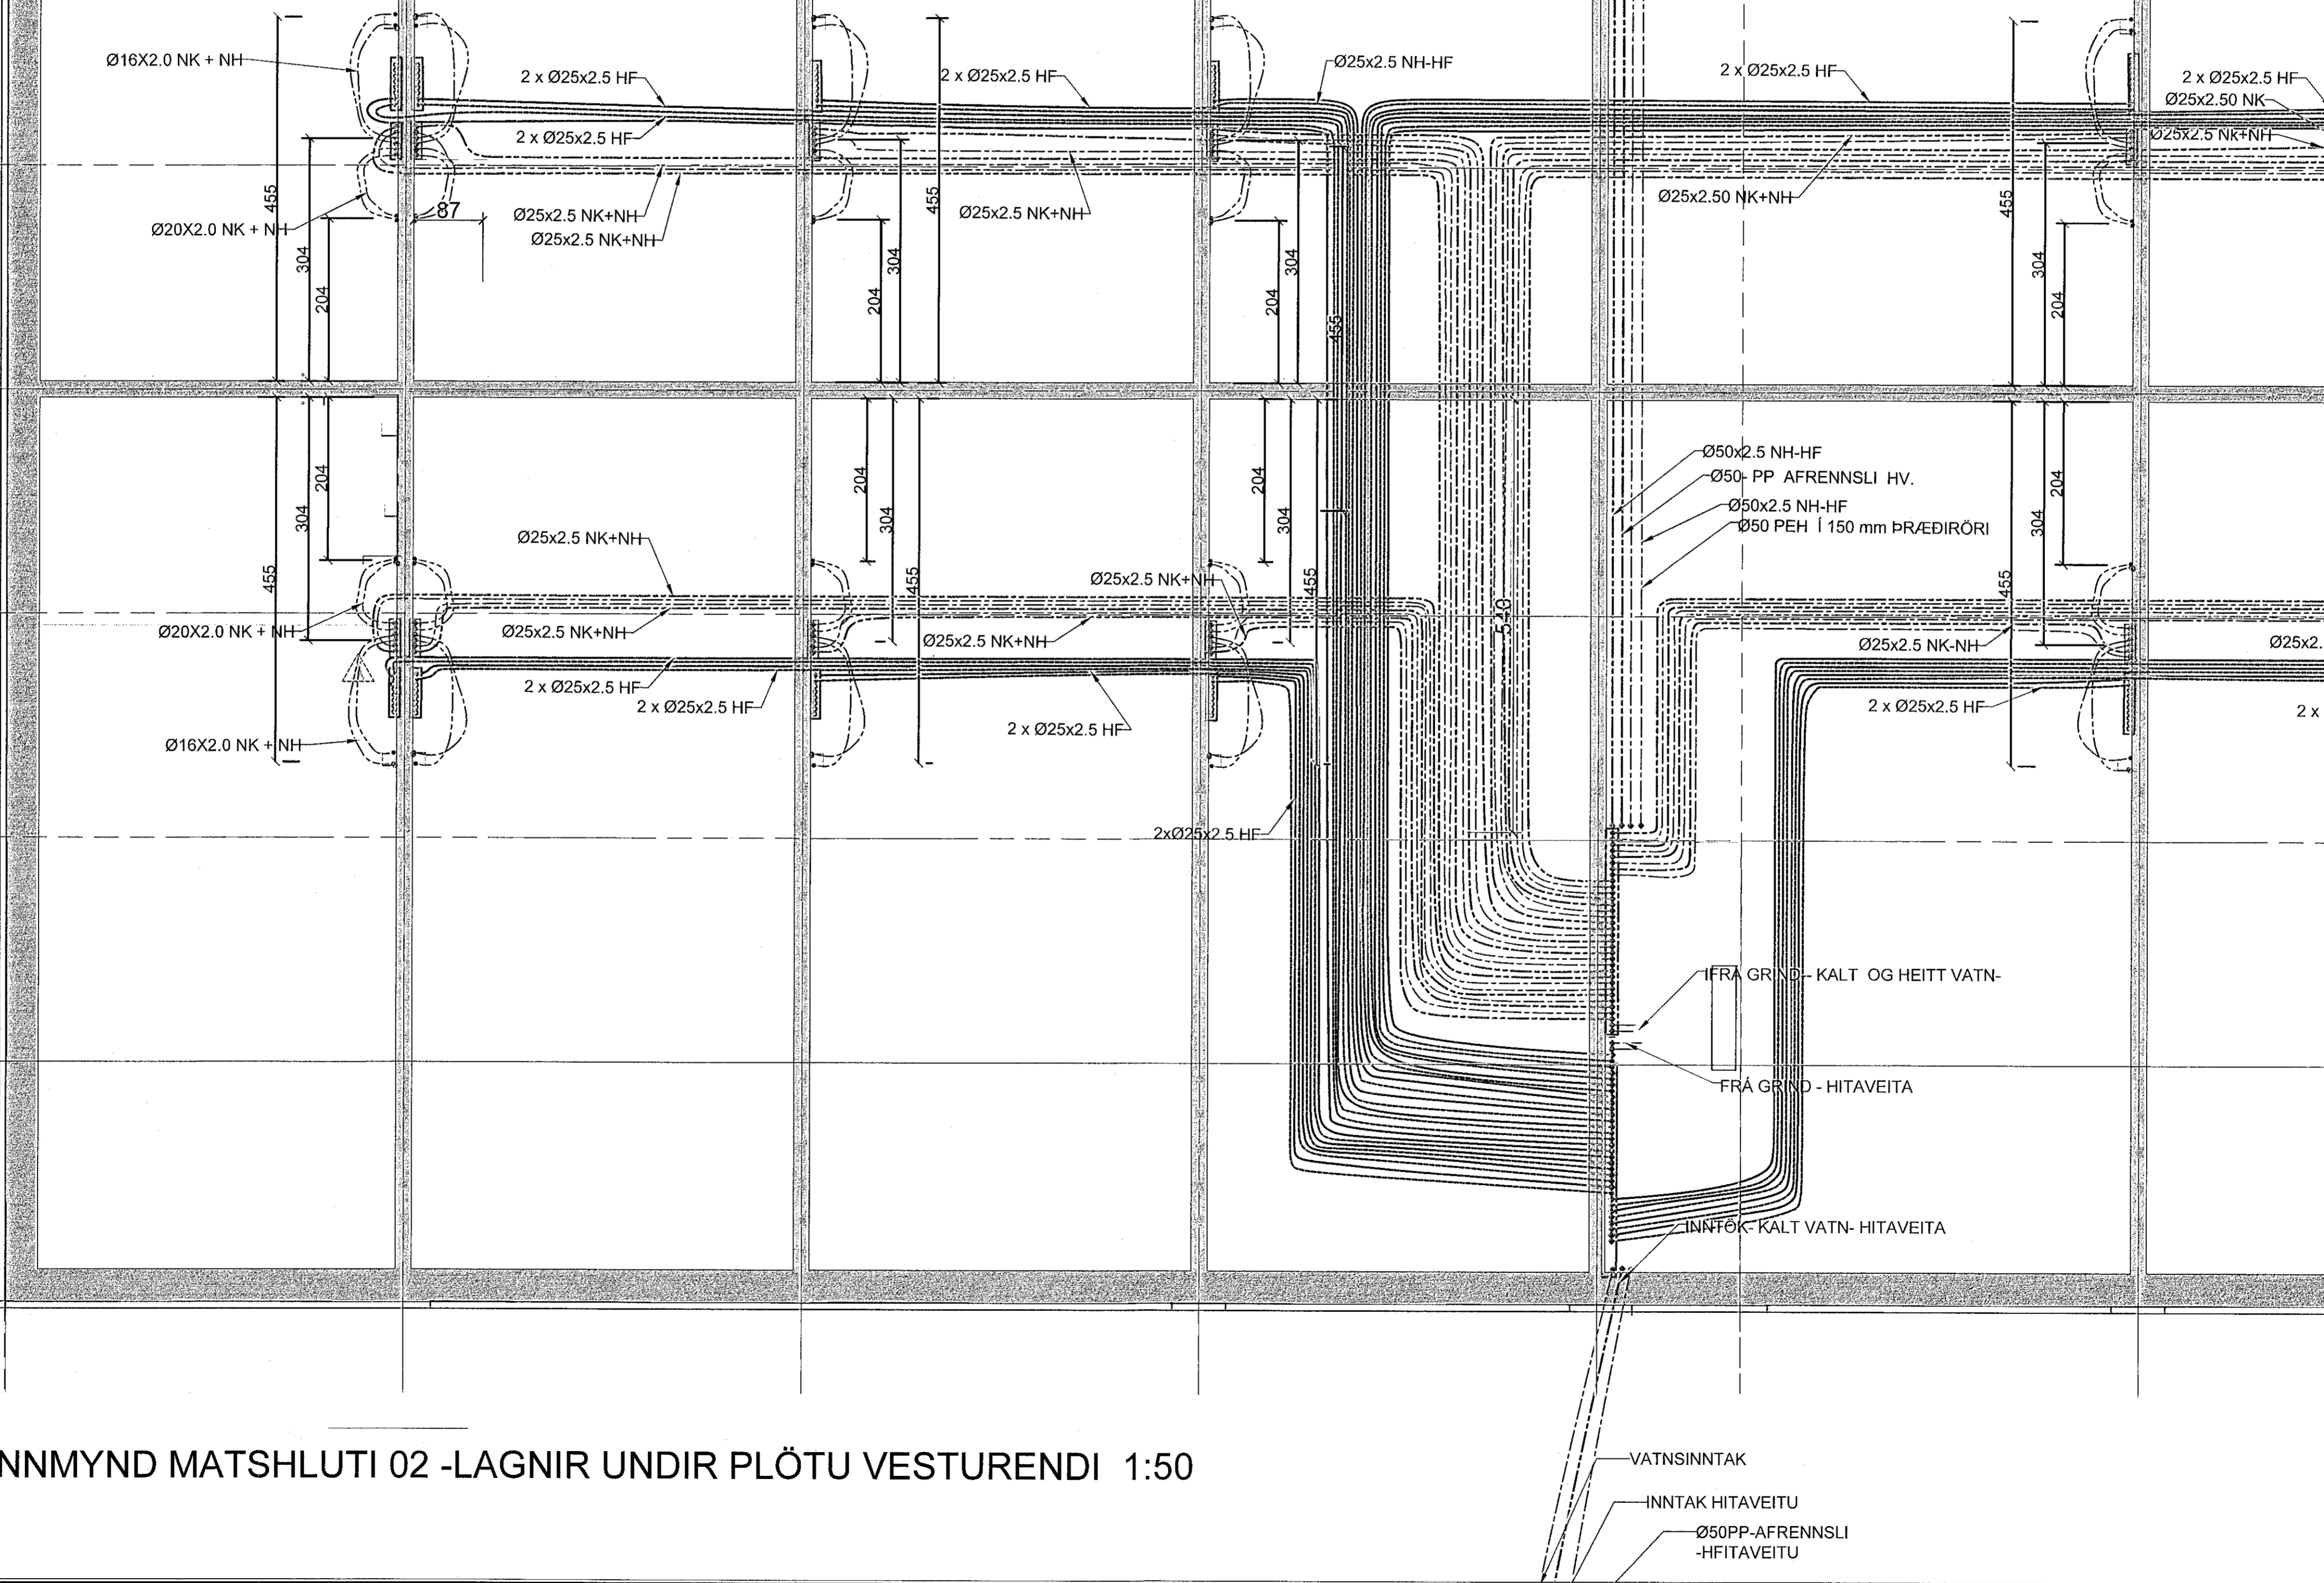 Ø16X2.0 NK + NH
2 x Ø25x2.5 HF
2 x Ø25x2.5 HF
Ø25x2.5 NH-HF
2 x Ø25x2.5 HF
2 x Ø25x2.5 HF
Ø25x2.50 NK
2 x Ø25x2.5 HF
Ø25x2.5 Nk+NH
455
455
455
Ø20X2.0 NK + NH
87
Ø25x2.5 NK+NH
Ø25x2.5 NK+NH
Ø25x2.5 NK+NH
Ø25x2.50 NK+NH
304
204
204
304
204
304
455
304
204
Ø50x2.5 NH-HF
Ø50- PP AFRENNSLI HV.
Ø50x2.5 NH-HF
Ø50 PEH Í 150 mm ÞRÆÐIRÖRI
204
304
204
304
204
304
204
304
Ø25x2.5 NK+NH
455
455
Ø25x2.5 NK+NH
455
540
455
Ø20X2.0 NK + NH
Ø25x2.5 NK+NH
Ø25x2.5 NK+NH
Ø25x2.5 NK-NH
Ø25x2.
2 x Ø25x2.5 HF
2 x Ø25x2.5 HF
2 x Ø25x2.5 HF
2 x
Ø16X2.0 NK + NH
2 x Ø25x2.5 HF
2xØ25x2.5 HF
IFRÁ GRIND - KALT OG HEITT VATN-
FRÁ GRIND - HITAVEITA
INNTÖK- KALT VATN- HITAVEITA
NNMYND MATSHLUTI 02 -LAGNIR UNDIR PLÖTU VESTURENDI 1:50
VATNSINNTAK
INNTAK HITAVEITU
Ø50PP-AFRENNSLI
-HFITAVEITU